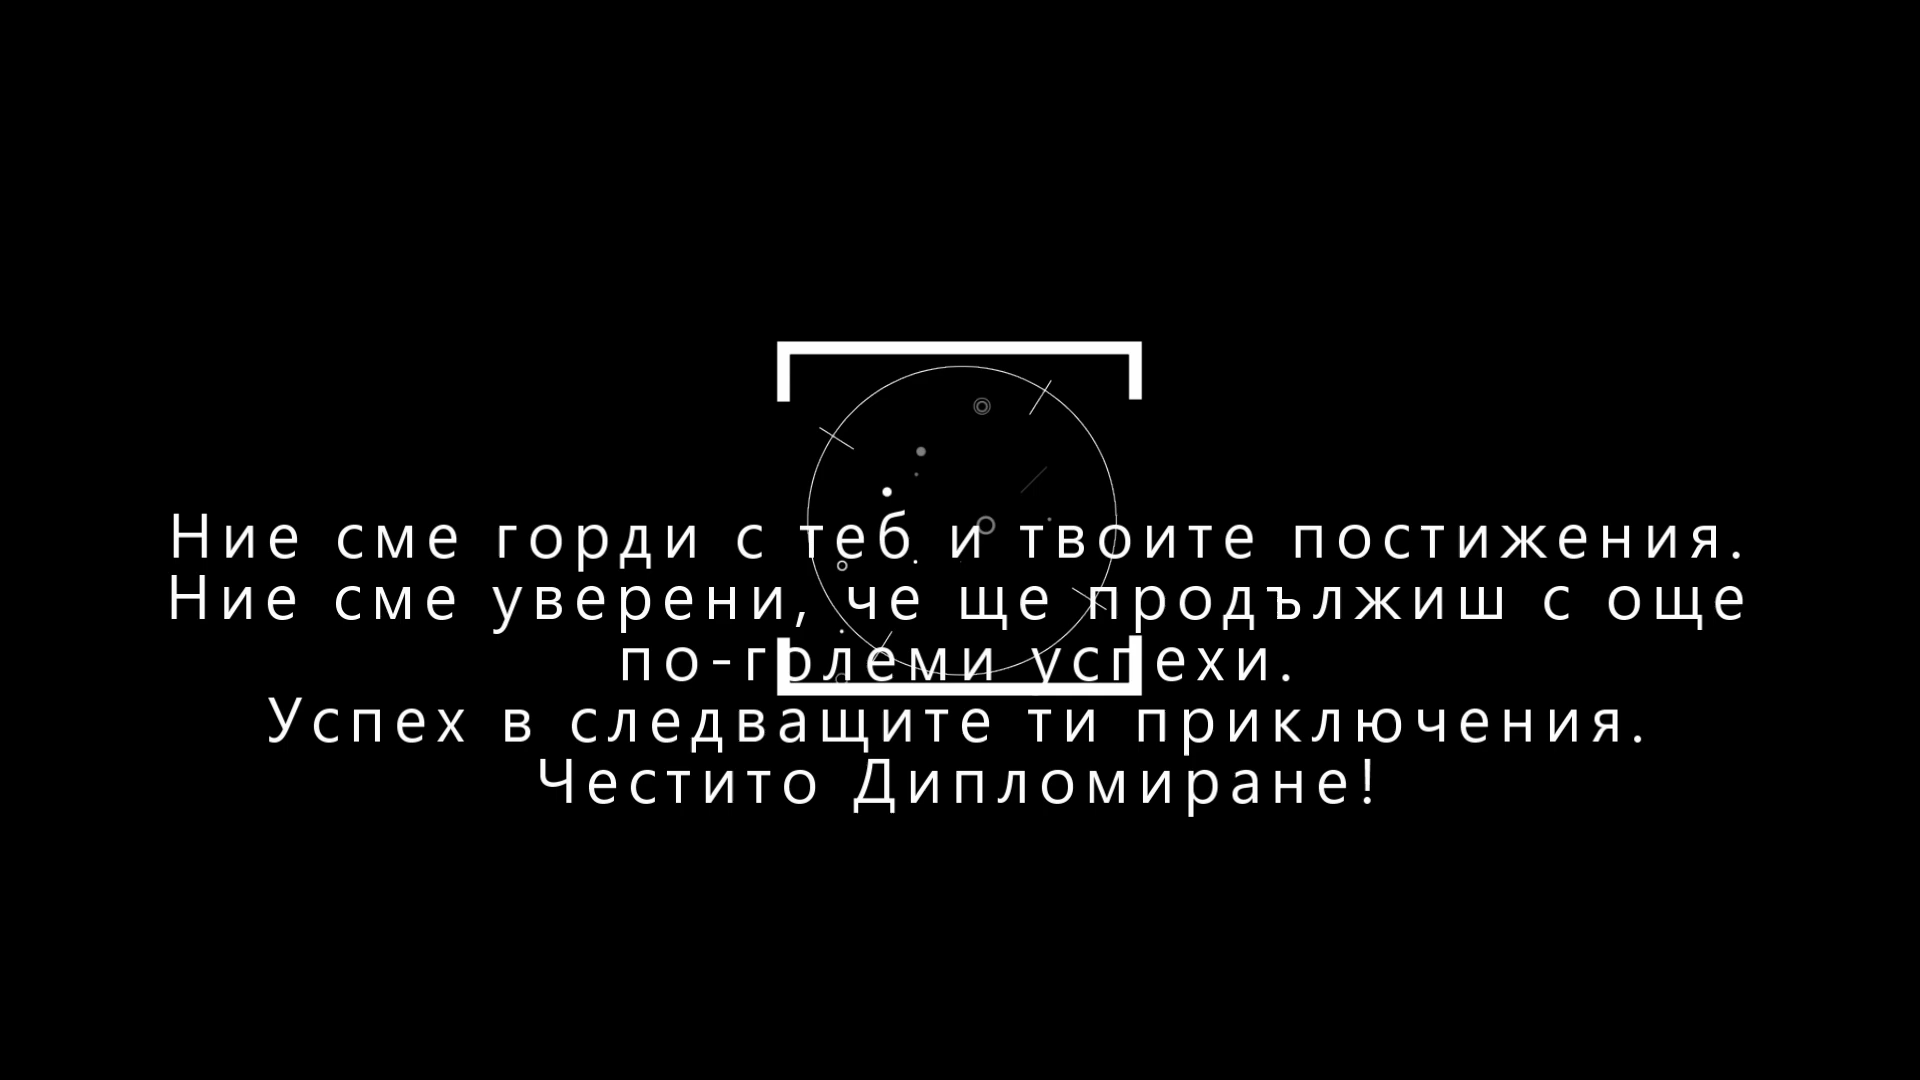 Ние сме горди с теб и твоите постижения.
Ние сме уверени, че ще продължиш с още
по-големи успехи.
Успех в следващите ти приключения.
Честито Дипломиране!